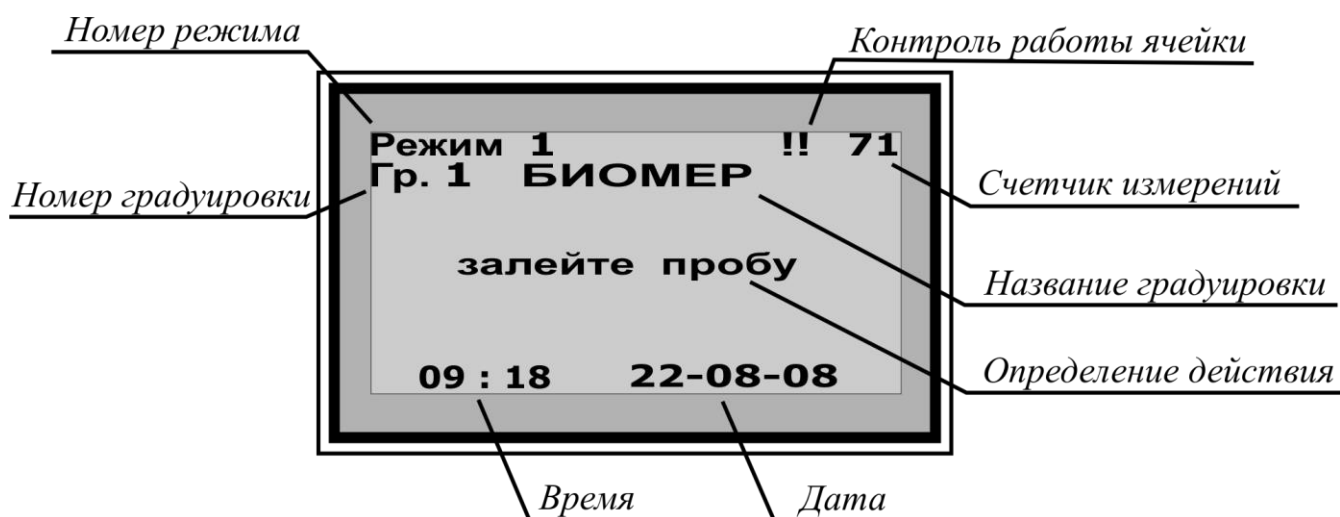 Номер режима
Контроль работы ячейки
Режим 1 !! 71
Гр. 1 БИОМЕР
Номер градуировки
Счетчик измерений
залейте пробу
Название градуировки
Определение действия
09 : 18 22-08-08
Время
Дата